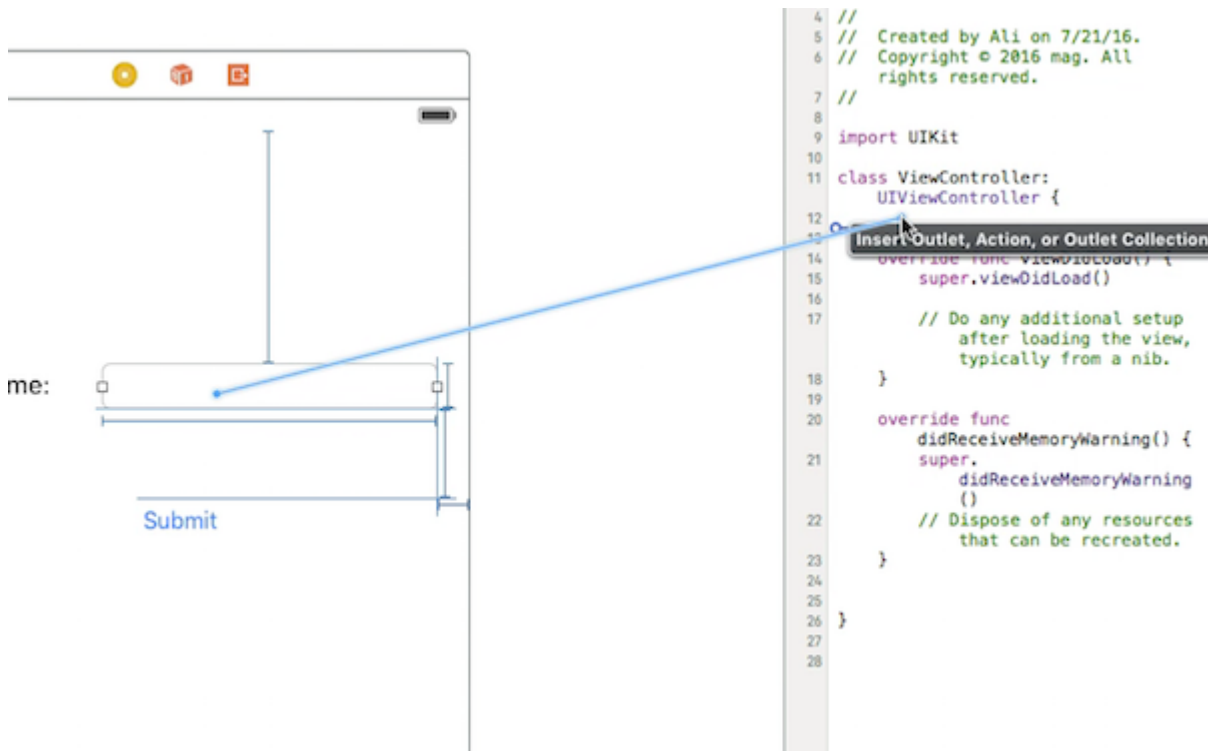 me:
Submit
4 //
5 // Created by Ali on 7/21/16.
6 // Copyright © 2016 mag. All
rights reserved.
7 //
8
9 import UIKit
10
11 class ViewController:
UIViewController {
12
13
Insert Outlet, Action, or Outlet Collection
14 override func viewDidLoad() {
15 super.viewDidLoad()
16
17 // Do any additional setup
after loading the view,
typically from a nib.
18 }
19
20 override func
didReceiveMemoryWarning() {
21 super.
didReceiveMemoryWarning
()
22 // Dispose of any resources
that can be recreated.
23 }
24
25
26 }
27
28